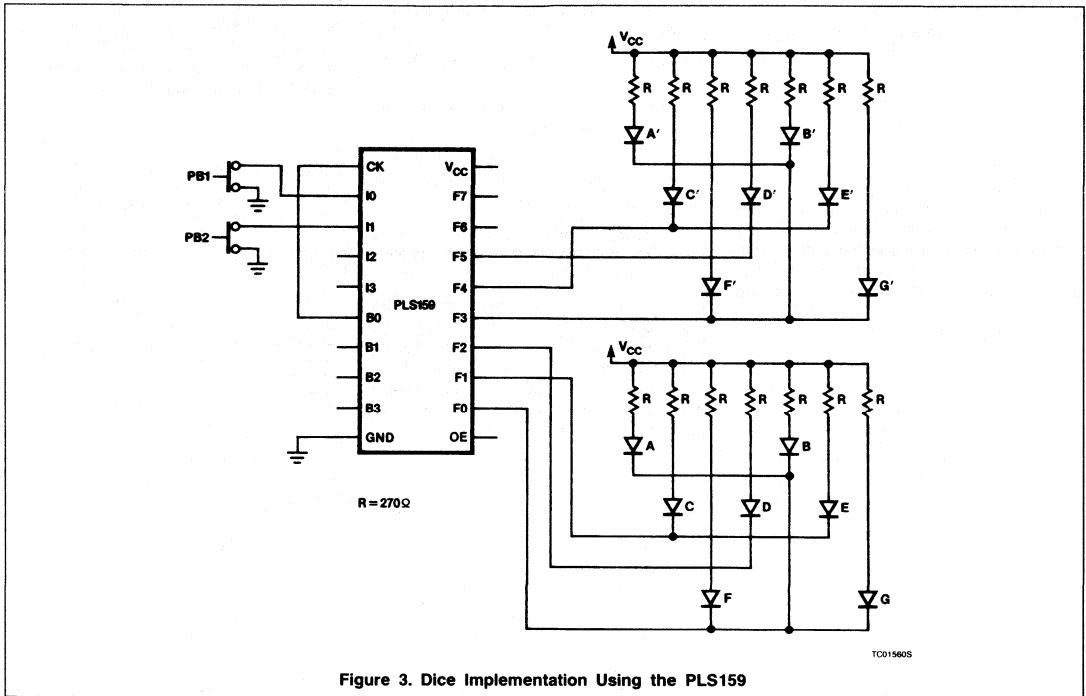 VCC
R R R R R R R
A′ B′
C′ D′ E′
F′ G′
PB1
PB2
CK VCC
I0 F7
I1 F6
I2 F5
I3 F4
PLS159
B0 F3
B1 F2
B2 F1
B3 F0
GND OE
R = 270Ω
VCC
R R R R R R R
A B
C D E
F G
TC01560S
Figure 3. Dice Implementation Using the PLS159